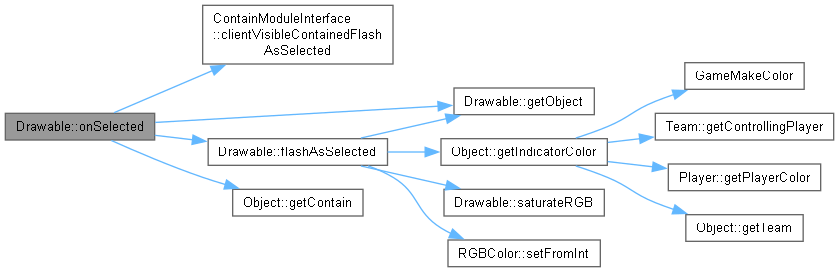 Drawable::onSelected
ContainModuleInterface
::clientVisibleContainedFlash
AsSelected
Drawable::getObject
Drawable::flashAsSelected
Object::getContain
Object::getIndicatorColor
Drawable::saturateRGB
RGBColor::setFromInt
GameMakeColor
Team::getControllingPlayer
Player::getPlayerColor
Object::getTeam